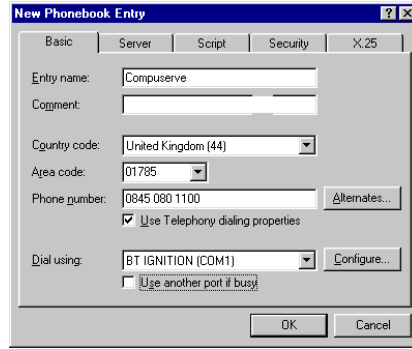 New Phonebook Entry
Basic Server Script Security X.25
Entry name: Compuserve
Comment:
Country code: United Kingdom (44)
Area code: 01785
Phone number: 0845 080 1100 Alternates...
Use Telephony dialing properties
Dial using: BT IGNITION (COM1) Configure...
Use another port if busy
OK Cancel